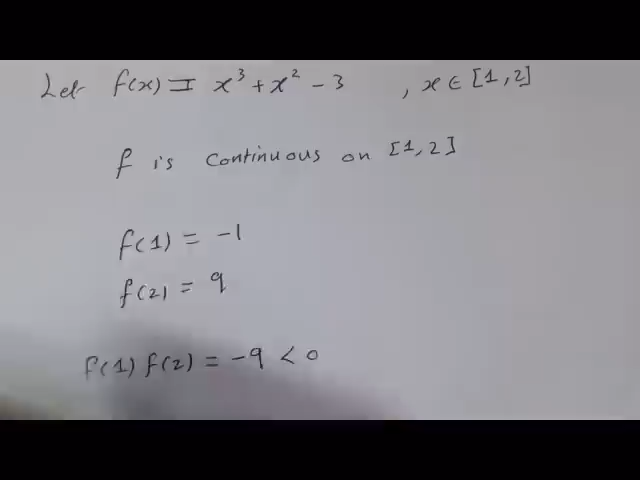 Let f(x) = x³ + x² - 3 , x ∈ [1, 2]
f is continuous on [1, 2]
f(1) = -1
f(2) = 9
f(1) f(2) = -9 < 0